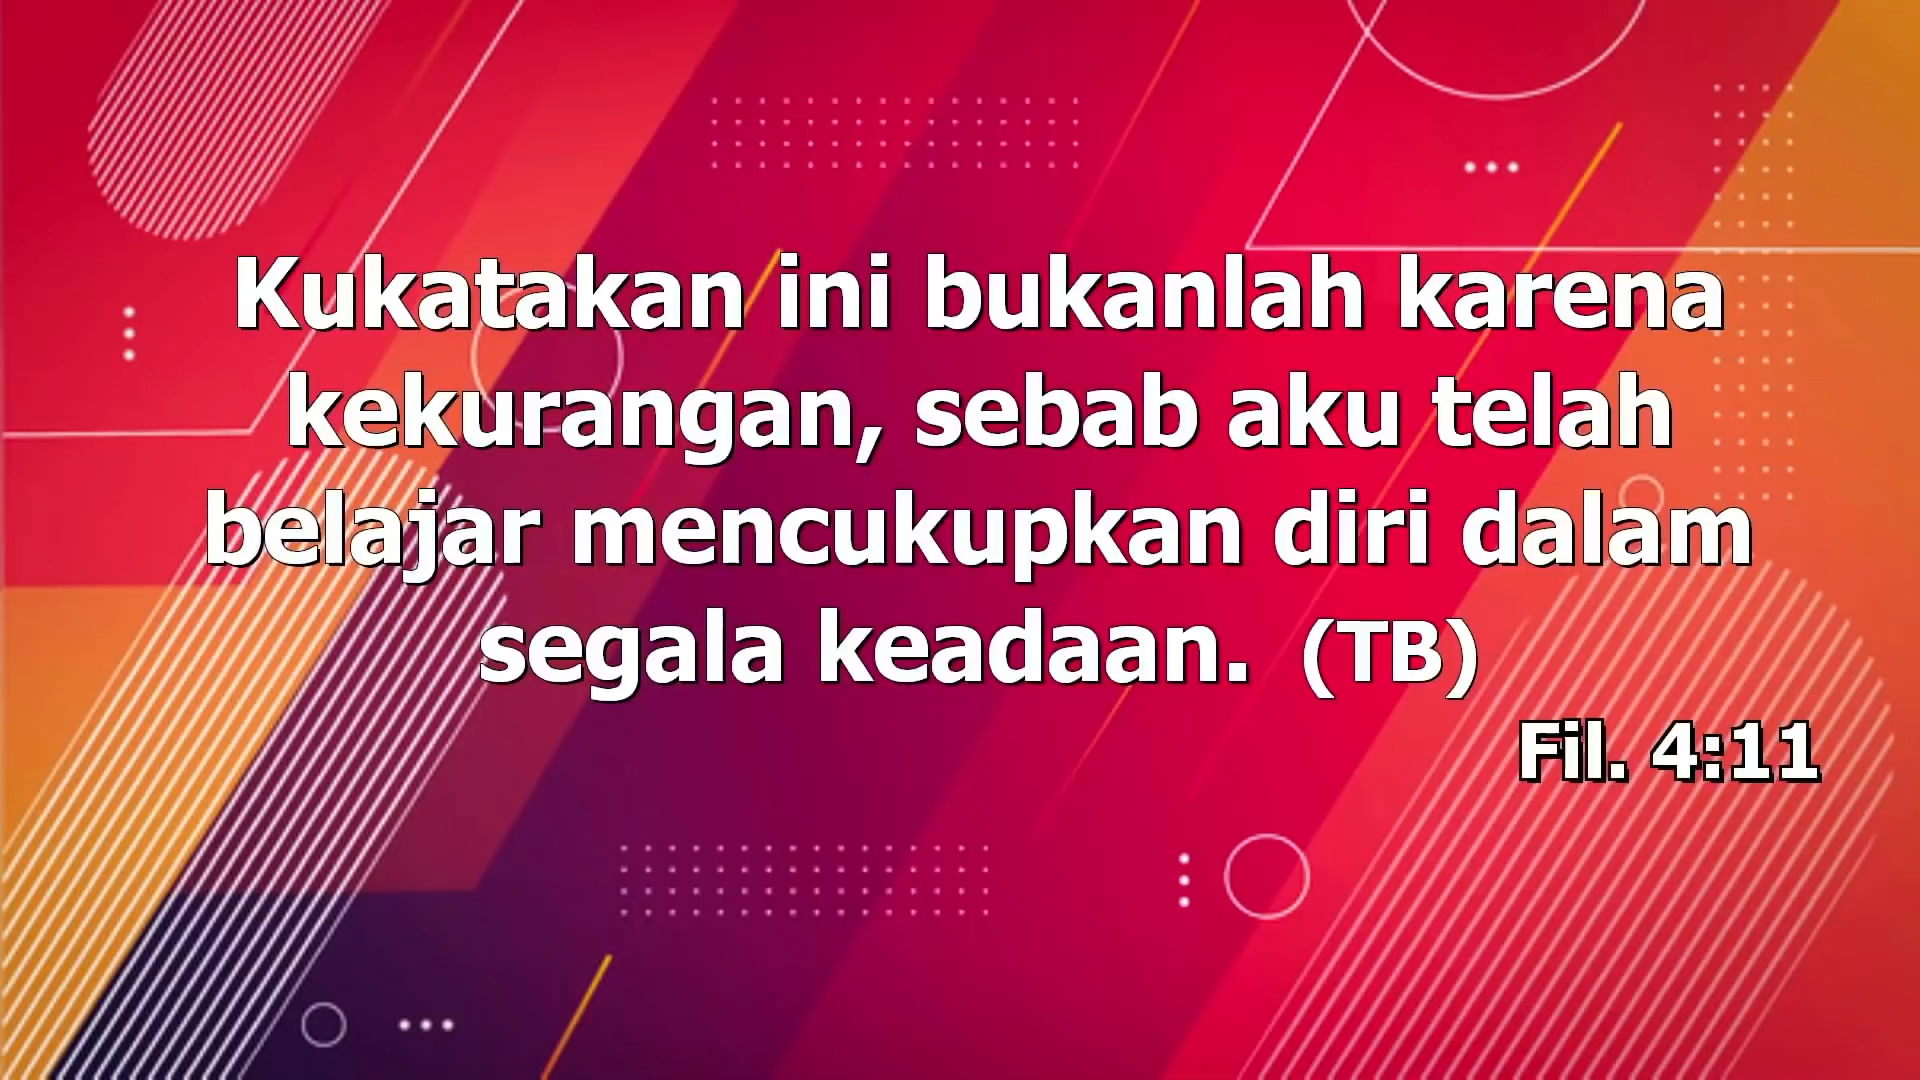 Kukatakan ini bukanlah karena
kekurangan, sebab aku telah
belajar mencukupkan diri dalam
segala keadaan. (TB)
Fil. 4:11